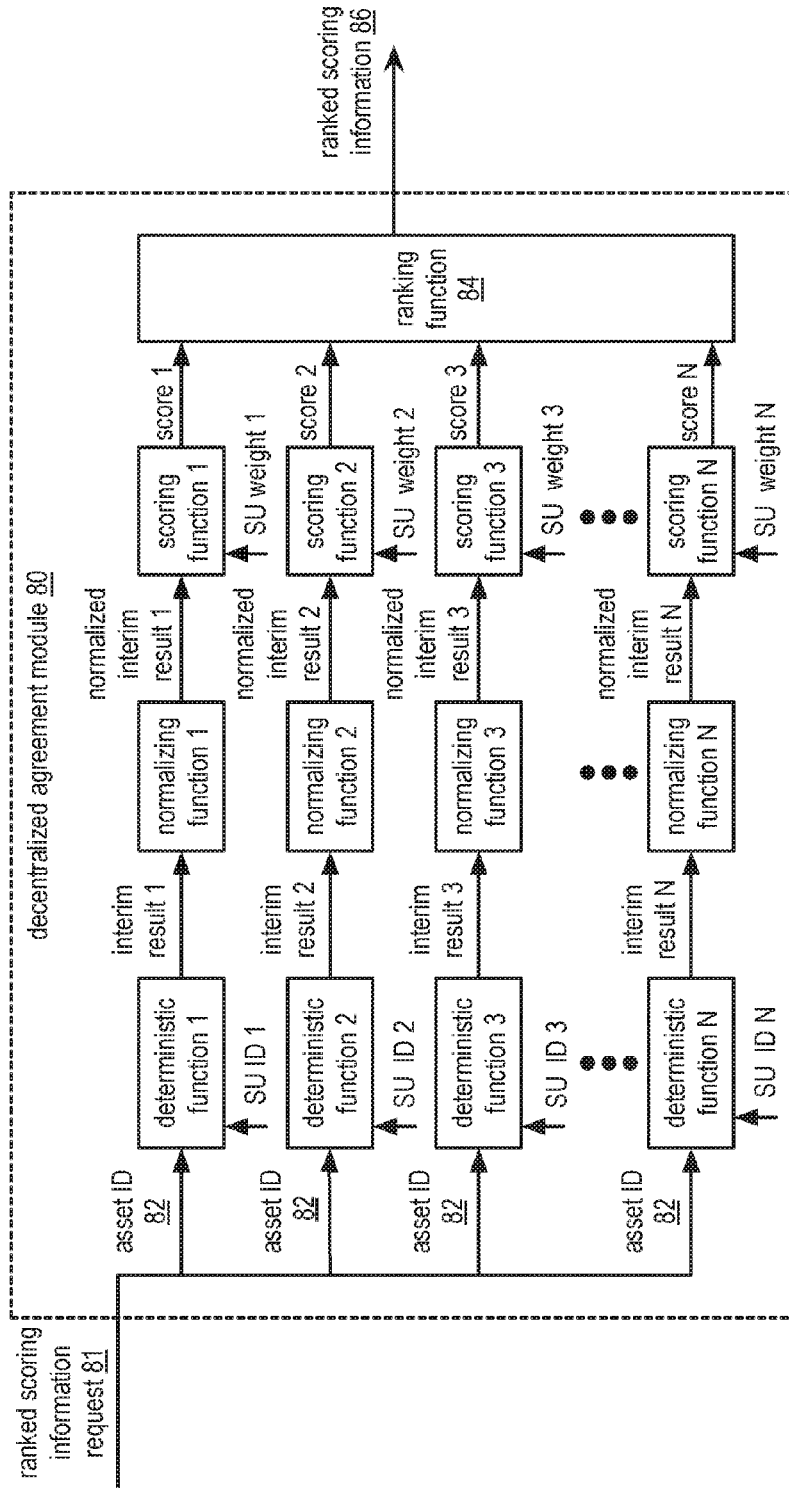 ranked scoring
information
request 81
decentralized agreement module 80
asset ID
82
deterministic
function 1
SU ID 1
interim
result 1
normalizing
function 1
normalized
interim
result 1
scoring
function 1
SU weight 1
score 1
asset ID
82
deterministic
function 2
SU ID 2
interim
result 2
normalizing
function 2
normalized
interim
result 2
scoring
function 2
SU weight 2
score 2
asset ID
82
deterministic
function 3
SU ID 3
interim
result 3
normalizing
function 3
normalized
interim
result 3
scoring
function 3
SU weight 3
score 3
asset ID
82
deterministic
function N
SU ID N
interim
result N
normalizing
function N
normalized
interim
result N
scoring
function N
SU weight N
score N
ranking
function
84
ranked scoring
information 86